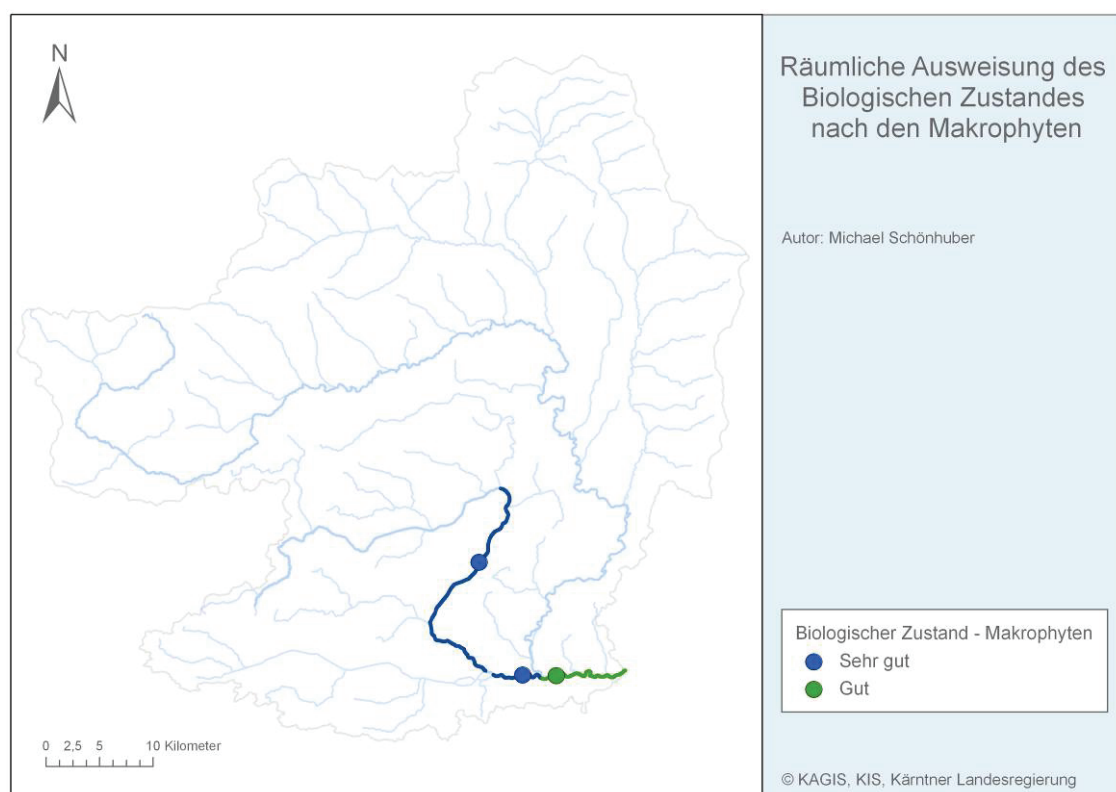 N
Räumliche Ausweisung des
Biologischen Zustandes
nach den Makrophyten
Autor: Michael Schönhuber
Biologischer Zustand - Makrophyten
Sehr gut
Gut
0 2,5 5 10 Kilometer
© KAGIS, KIS, Kärntner Landesregierung